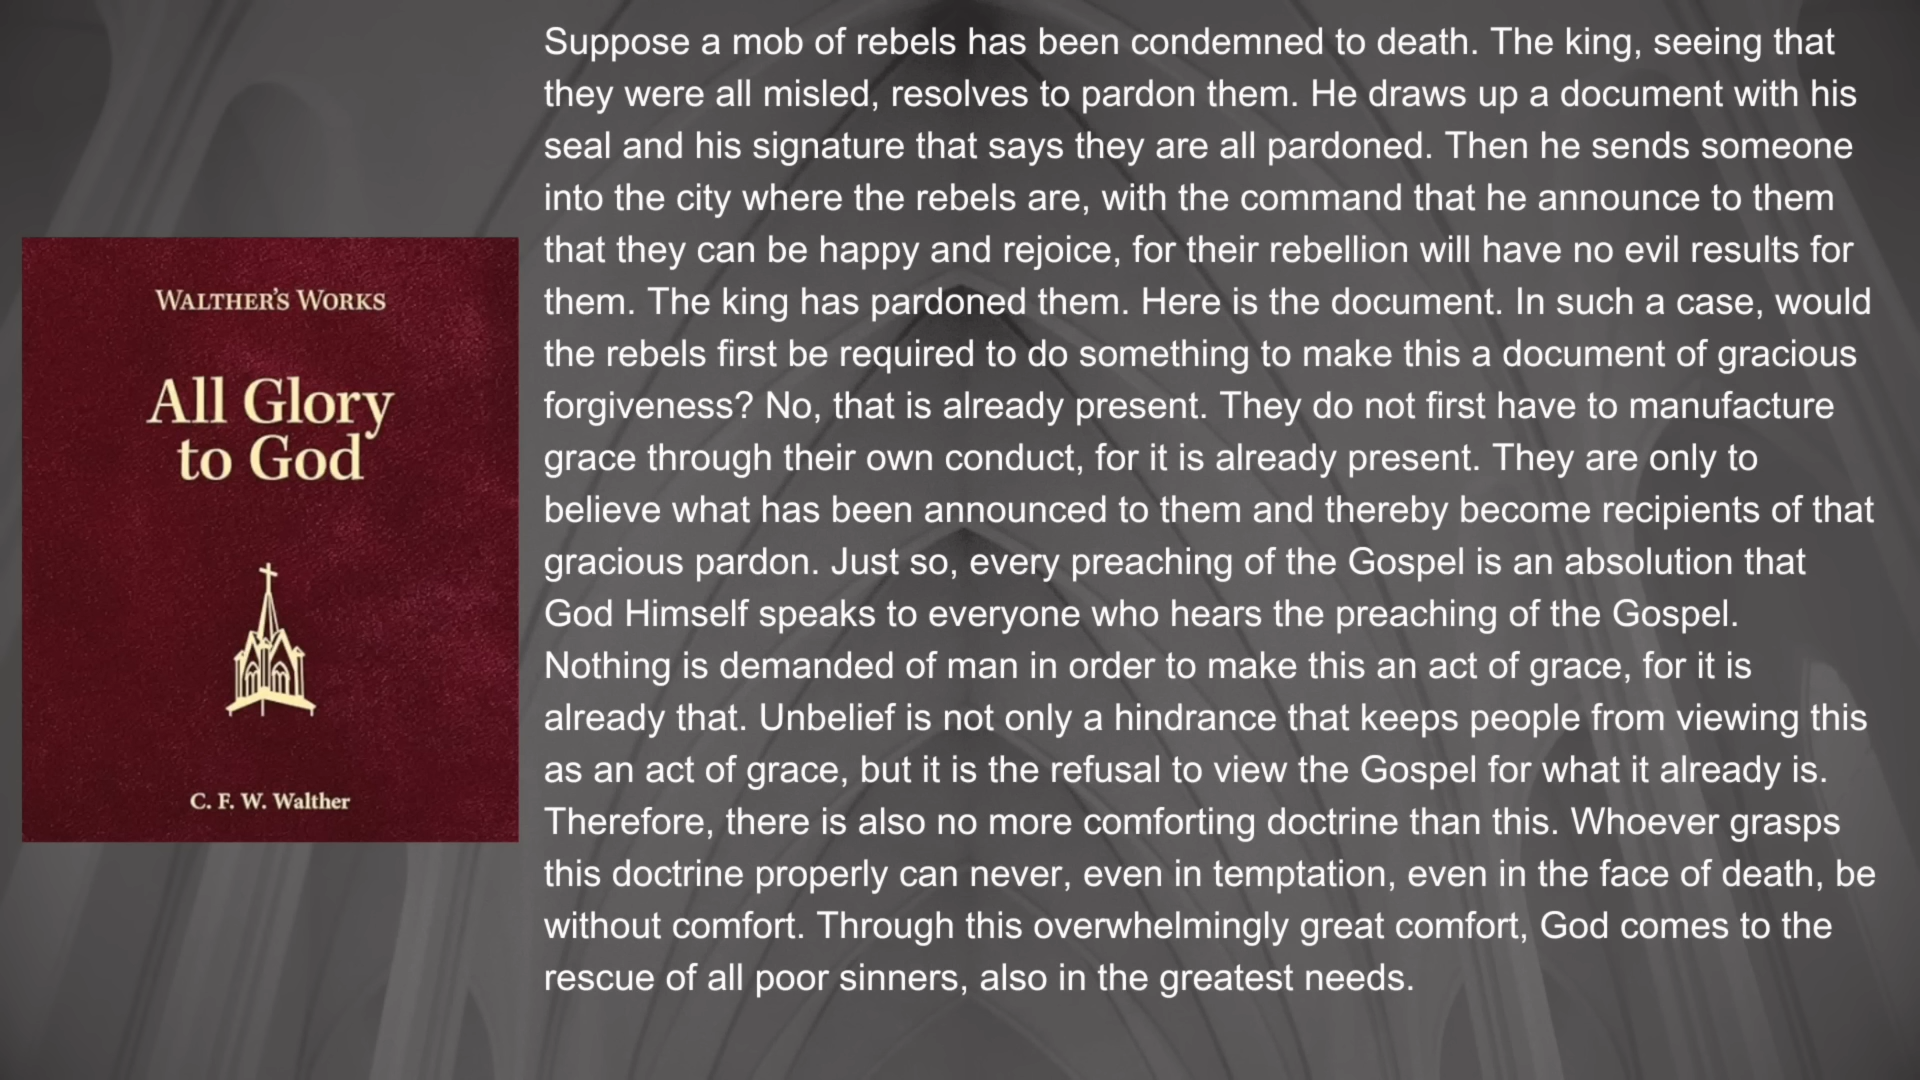 WALTHER'S WORKS
All Glory
to God
C. F. W. Walther
Suppose a mob of rebels has been condemned to death. The king, seeing that
they were all misled, resolves to pardon them. He draws up a document with his
seal and his signature that says they are all pardoned. Then he sends someone
into the city where the rebels are, with the command that he announce to them
that they can be happy and rejoice, for their rebellion will have no evil results for
them. The king has pardoned them. Here is the document. In such a case, would
the rebels first be required to do something to make this a document of gracious
forgiveness? No, that is already present. They do not first have to manufacture
grace through their own conduct, for it is already present. They are only to
believe what has been announced to them and thereby become recipients of that
gracious pardon. Just so, every preaching of the Gospel is an absolution that
God Himself speaks to everyone who hears the preaching of the Gospel.
Nothing is demanded of man in order to make this an act of grace, for it is
already that. Unbelief is not only a hindrance that keeps people from viewing this
as an act of grace, but it is the refusal to view the Gospel for what it already is.
Therefore, there is also no more comforting doctrine than this. Whoever grasps
this doctrine properly can never, even in temptation, even in the face of death, be
without comfort. Through this overwhelmingly great comfort, God comes to the
rescue of all poor sinners, also in the greatest needs.